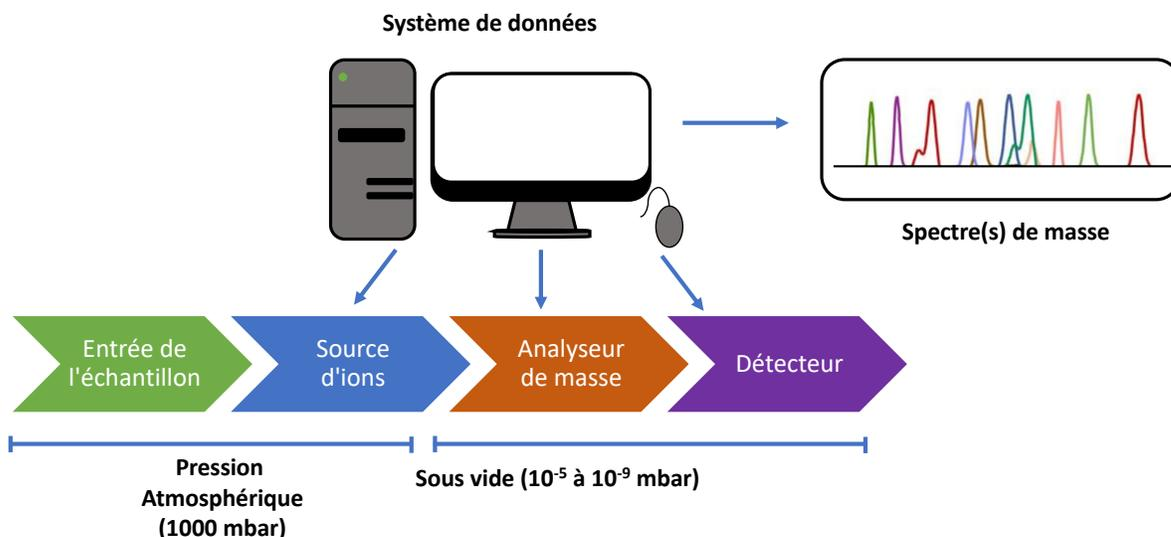 Système de données
Spectre(s) de masse
Entrée de
l'échantillon
Source
d'ions
Analyseur
de masse
Détecteur
Pression
Atmosphérique
(1000 mbar)
Sous vide (10⁻⁵ à 10⁻⁹ mbar)